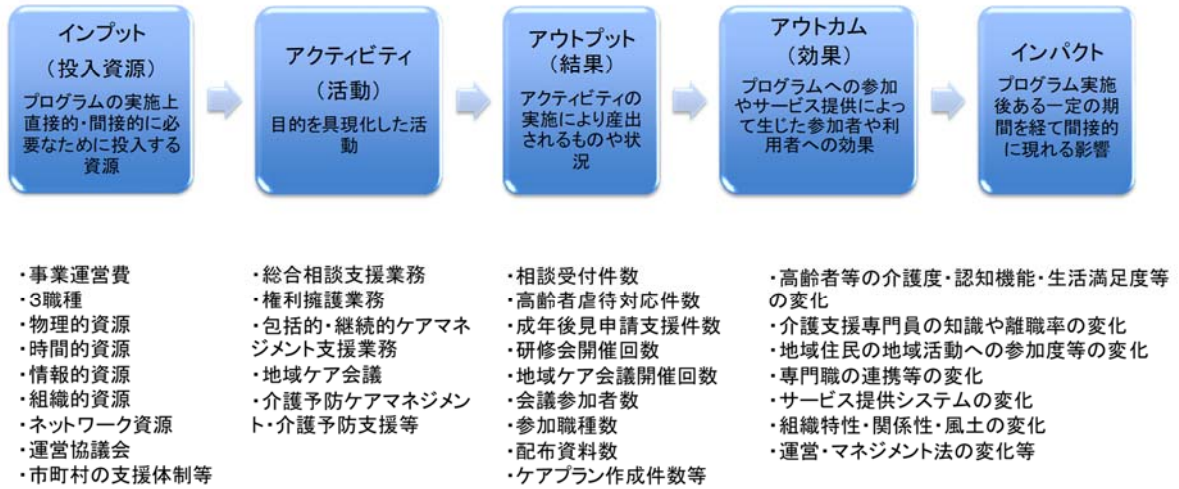 インプット
（投入資源）
プログラムの実施上
直接的・間接的に必
要なために投入する
資源
アクティビティ
（活動）
目的を具現化した活
動
アウトプット
（結果）
アクティビティの
実施により産出
されるものや状
況
アウトカム
（効果）
プログラムへの参加
やサービス提供によっ
て生じた参加者や利
用者への効果
インパクト
プログラム実施
後ある一定の期
間を経て間接的
に現れる影響
・事業運営費
・3職種
・物理的資源
・時間的資源
・情報的資源
・組織的資源
・ネットワーク資源
・運営協議会
・市町村の支援体制等
・総合相談支援業務
・権利擁護業務
・包括的・継続的ケアマネ
ジメント支援業務
・地域ケア会議
・介護予防ケアマネジメン
ト・介護予防支援等
・相談受付件数
・高齢者虐待対応件数
・成年後見申請支援件数
・研修会開催回数
・地域ケア会議開催回数
・会議参加者数
・参加職種数
・配布資料数
・ケアプラン作成件数等
・高齢者等の介護度・認知機能・生活満足度等
の変化
・介護支援専門員の知識や離職率の変化
・地域住民の地域活動への参加度等の変化
・専門職の連携等の変化
・サービス提供システムの変化
・組織特性・関係性・風土の変化
・運営・マネジメント法の変化等